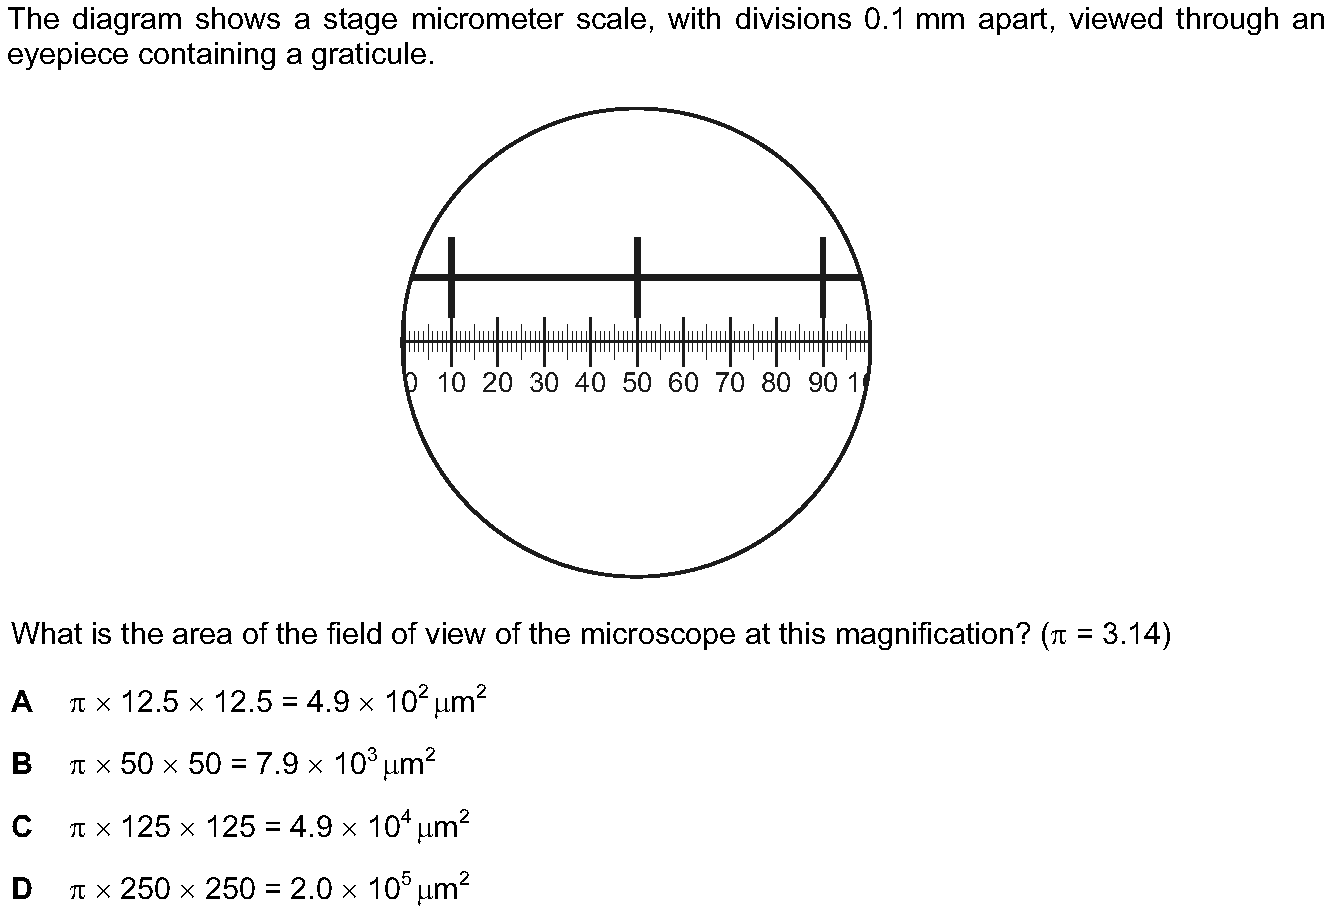 The diagram shows a stage micrometer scale, with divisions 0.1 mm apart, viewed through an
eyepiece containing a graticule.
0 10 20 30 40 50 60 70 80 90 10
What is the area of the field of view of the microscope at this magnification? (π = 3.14)
A π × 12.5 × 12.5 = 4.9 × 10² μm²
B π × 50 × 50 = 7.9 × 10³ μm²
C π × 125 × 125 = 4.9 × 10⁴ μm²
D π × 250 × 250 = 2.0 × 10⁵ μm²